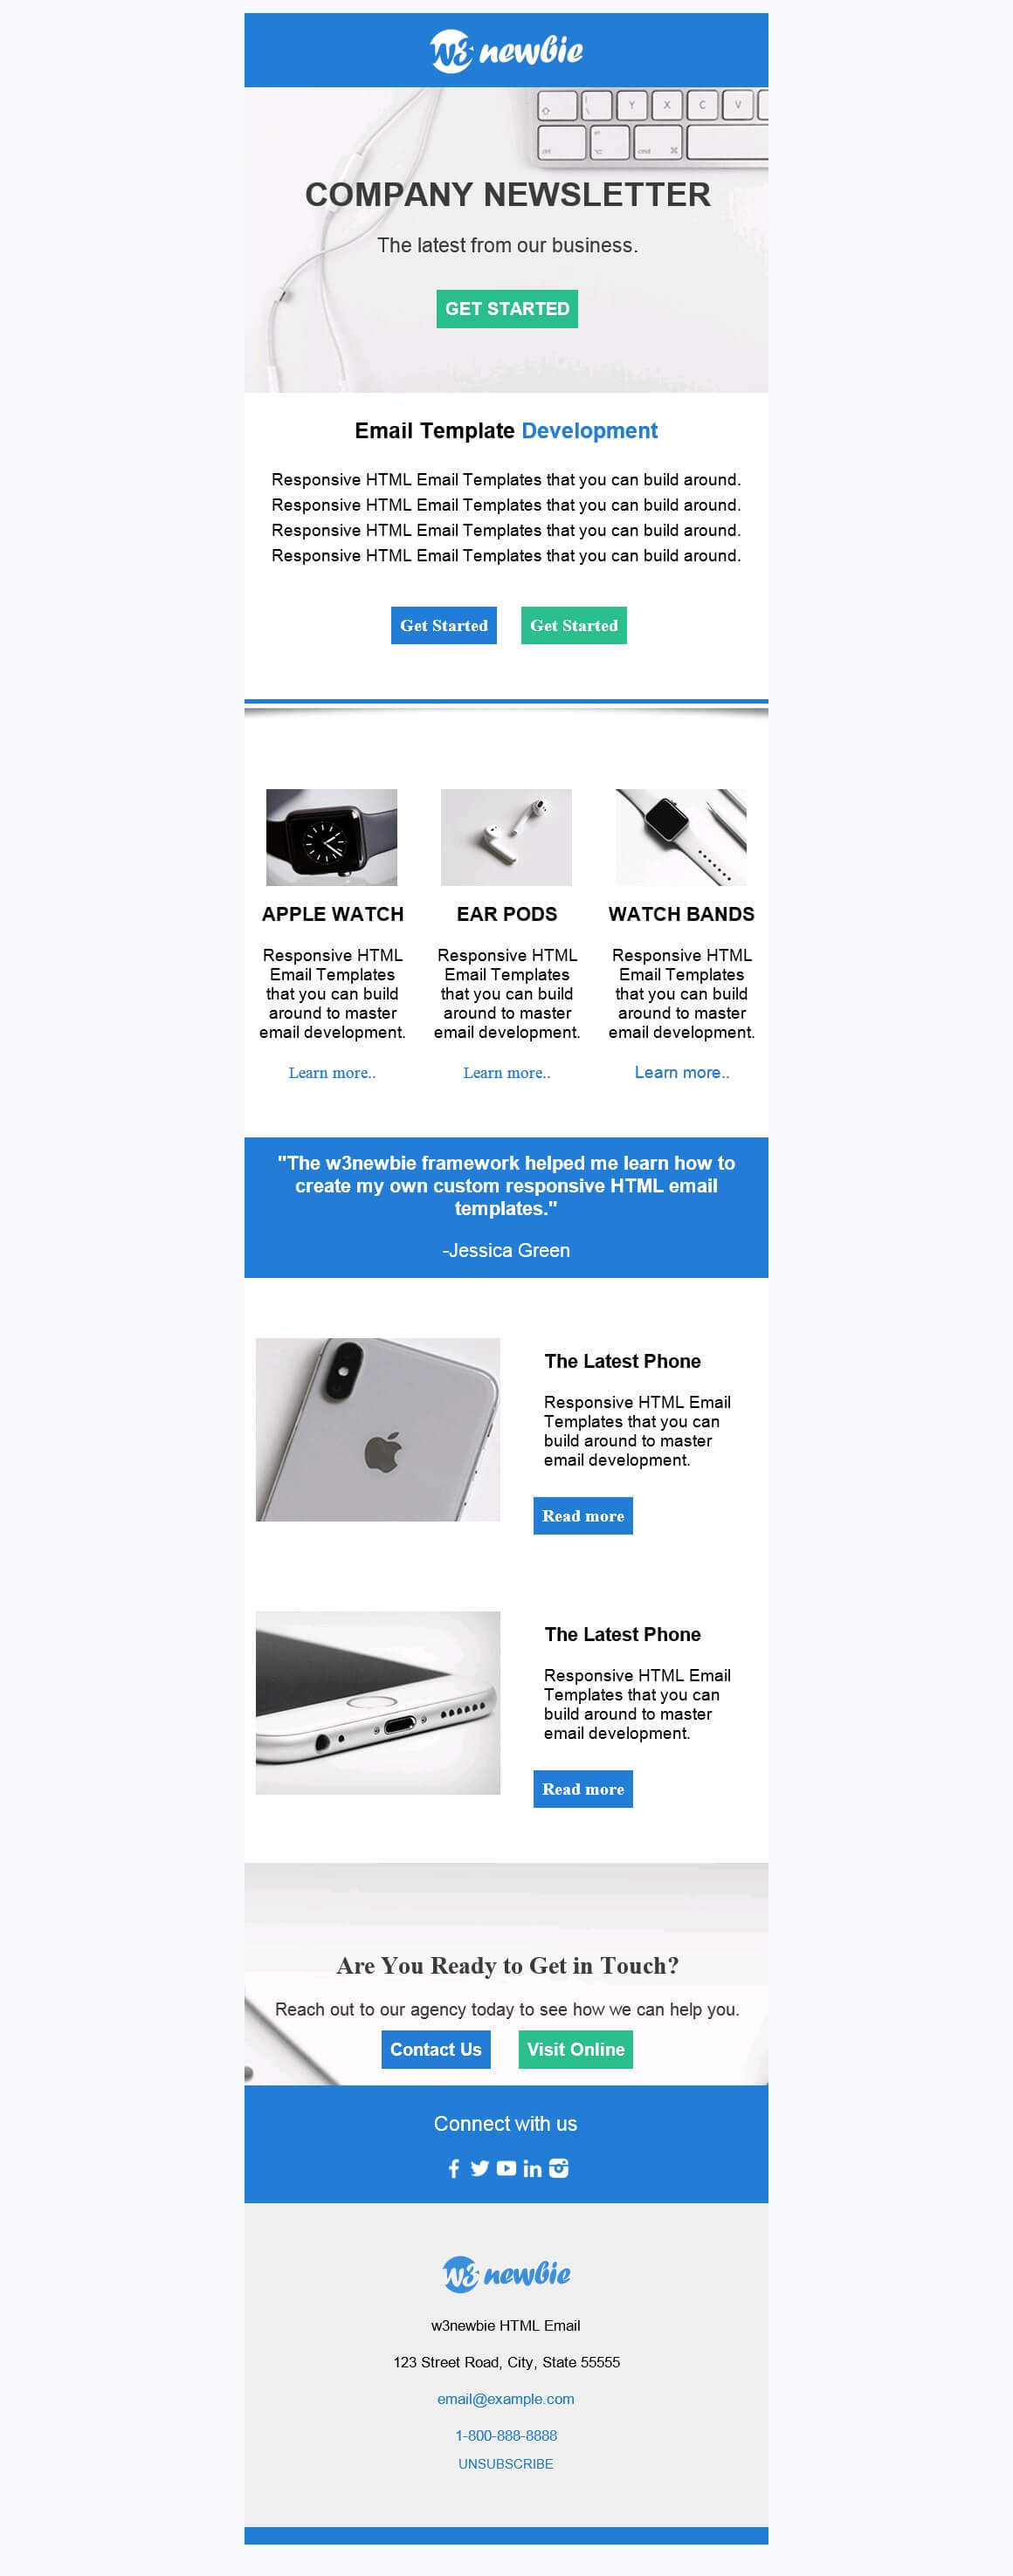 W3 newbie
Y X C V
ctrl alt cmd ⌘
COMPANY NEWSLETTER
The latest from our business.
GET STARTED
Email Template Development
Responsive HTML Email Templates that you can build around.
Responsive HTML Email Templates that you can build around.
Responsive HTML Email Templates that you can build around.
Responsive HTML Email Templates that you can build around.
Get Started Get Started
APPLE WATCH
Responsive HTML
Email Templates
that you can build
around to master
email development.
Learn more..
EAR PODS
Responsive HTML
Email Templates
that you can build
around to master
email development.
Learn more..
WATCH BANDS
Responsive HTML
Email Templates
that you can build
around to master
email development.
Learn more..
"The w3newbie framework helped me learn how to
create my own custom responsive HTML email
templates."
-Jessica Green
The Latest Phone
Responsive HTML Email
Templates that you can
build around to master
email development.
Read more
The Latest Phone
Responsive HTML Email
Templates that you can
build around to master
email development.
Read more
Are You Ready to Get in Touch?
Reach out to our agency today to see how we can help you.
Contact Us Visit Online
Connect with us
W3 newbie
w3newbie HTML Email
123 Street Road, City, State 55555
email@example.com
1-800-888-8888
UNSUBSCRIBE